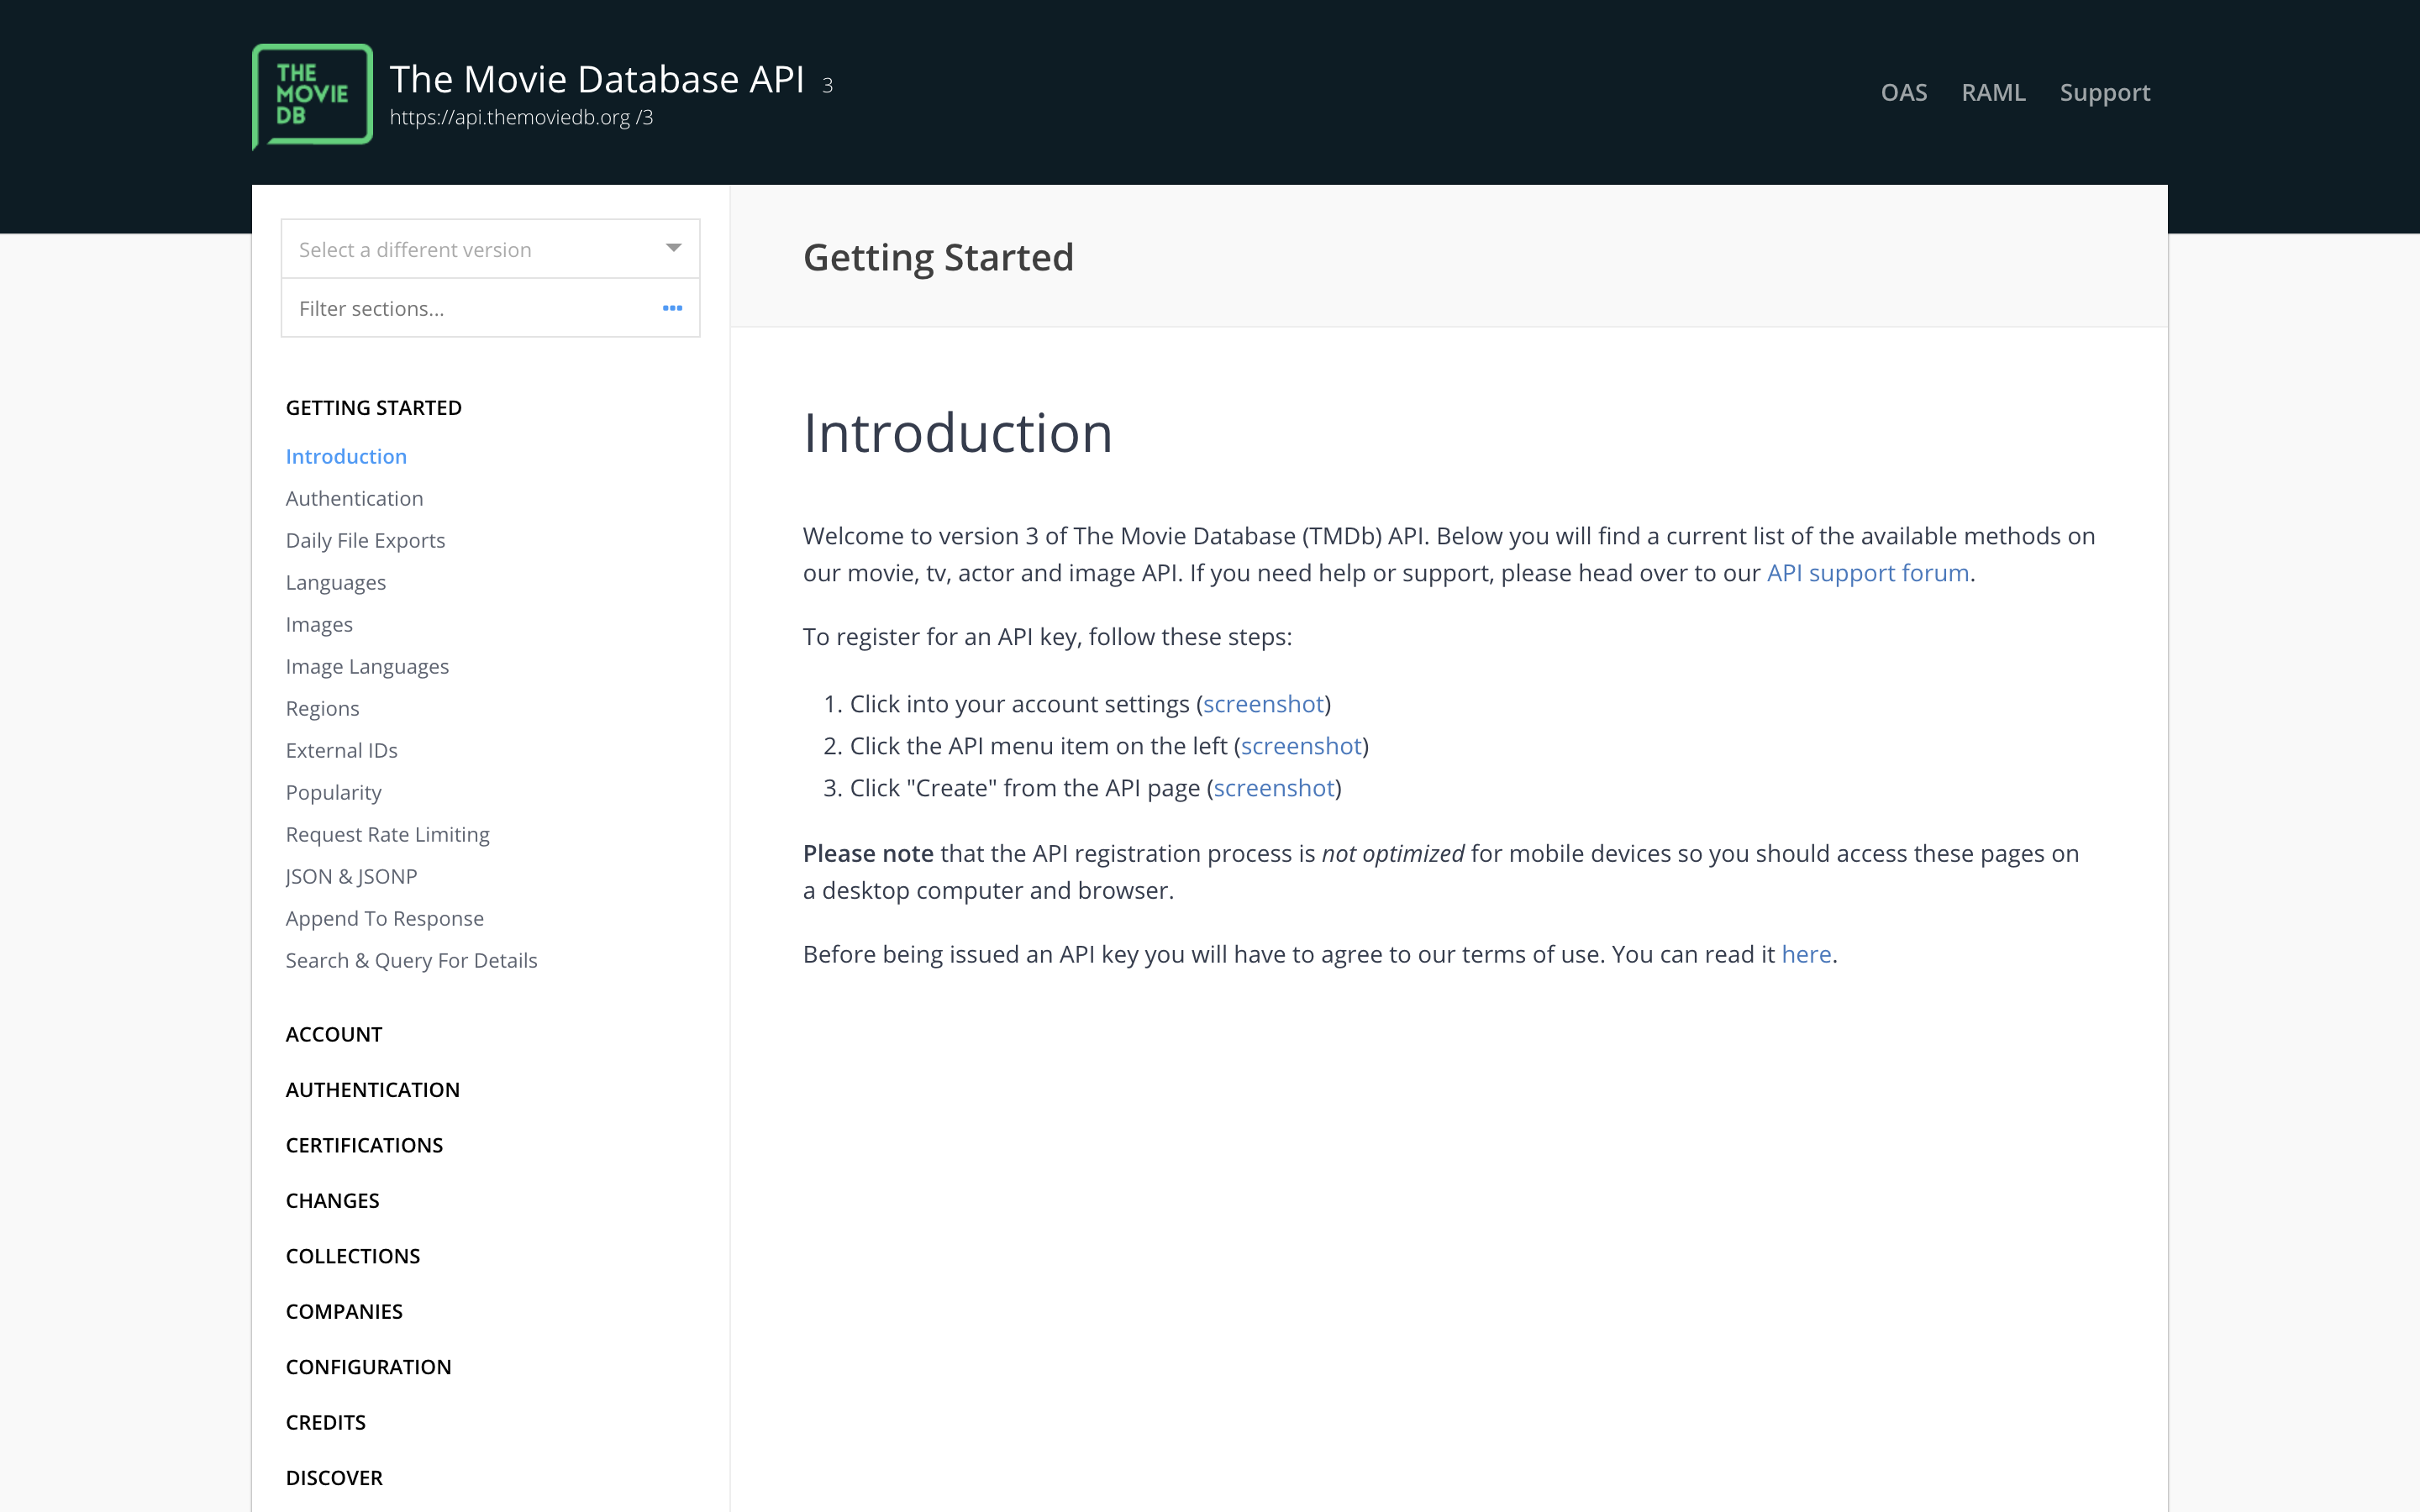 THE
MOVIE
DB
The Movie Database API 3
https://api.themoviedb.org /3
OAS RAML Support
Select a different version
Filter sections...
GETTING STARTED
Introduction
Authentication
Daily File Exports
Languages
Images
Image Languages
Regions
External IDs
Popularity
Request Rate Limiting
JSON & JSONP
Append To Response
Search & Query For Details
ACCOUNT
AUTHENTICATION
CERTIFICATIONS
CHANGES
COLLECTIONS
COMPANIES
CONFIGURATION
CREDITS
DISCOVER
Getting Started
Introduction
Welcome to version 3 of The Movie Database (TMDb) API. Below you will find a current list of the available methods on
our movie, tv, actor and image API. If you need help or support, please head over to our API support forum.
To register for an API key, follow these steps:
1. Click into your account settings (screenshot)
2. Click the API menu item on the left (screenshot)
3. Click "Create" from the API page (screenshot)
Please note that the API registration process is not optimized for mobile devices so you should access these pages on
a desktop computer and browser.
Before being issued an API key you will have to agree to our terms of use. You can read it here.